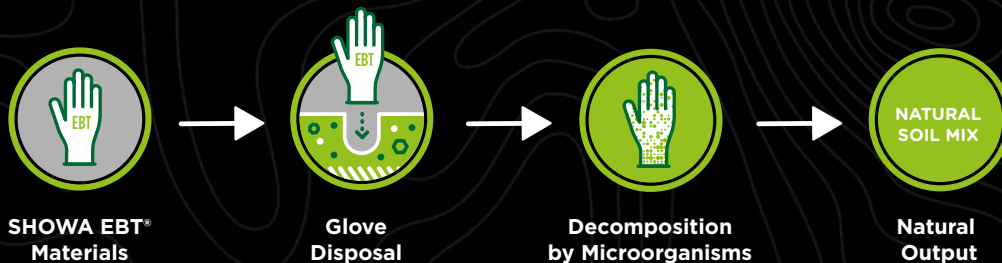 EBT
EBT
NATURAL
SOIL MIX
SHOWA EBT®
Materials
Glove
Disposal
Decomposition
by Microorganisms
Natural
Output